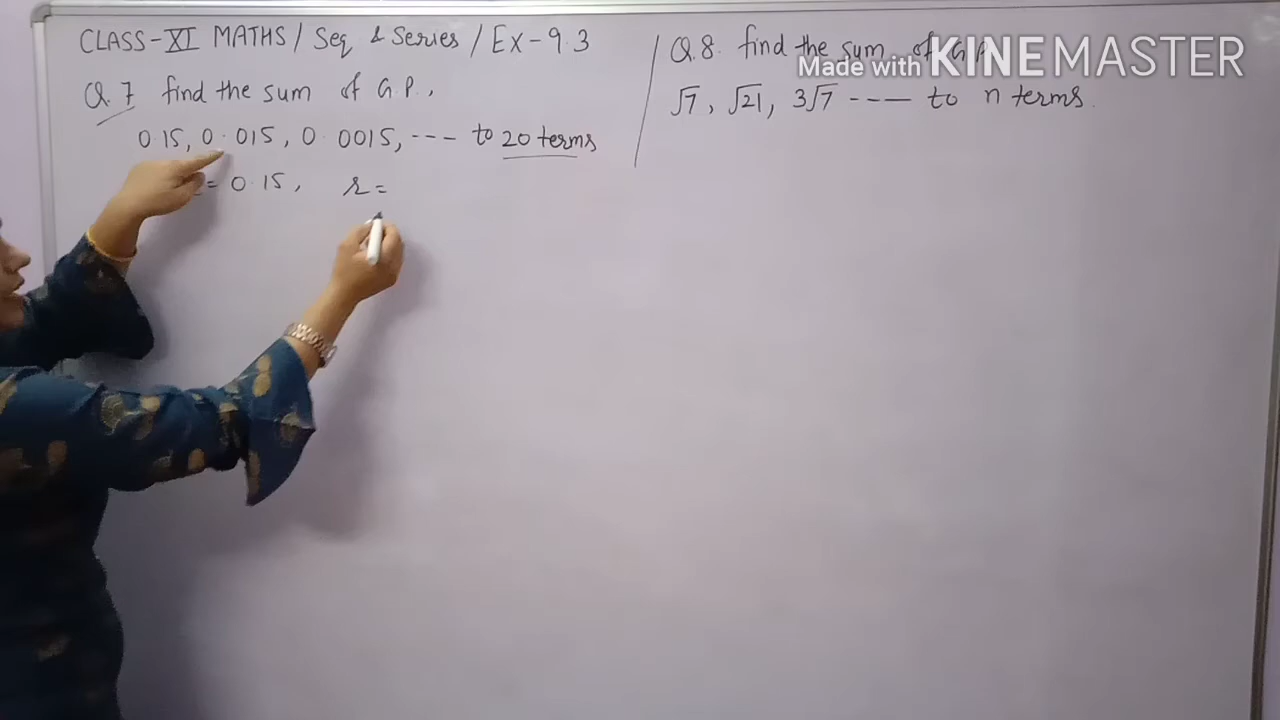 CLASS-XI MATHS / Seq & Series / Ex-9.3
Q.7 find the sum of G.P.,
0.15, 0.015, 0.0015, --- to 20 terms
= 0.15, r =
Q.8. find the sum of G.P.
√7, √21, 3√7 ---- to n terms.
Made with KINEMASTER